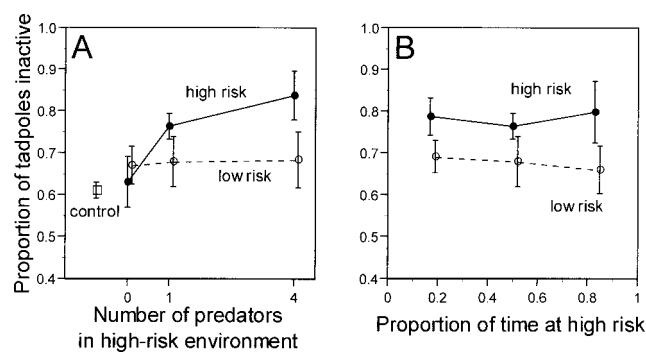 A
B
Proportion of tadpoles inactive
1.0
0.9
0.8
0.7
0.6
0.5
0.4
high risk
low risk
control
0
1
4
Number of predators
in high-risk environment
1.0
0.9
0.8
0.7
0.6
0.5
0.4
high risk
low risk
0
0.2
0.4
0.6
0.8
1
Proportion of time at high risk